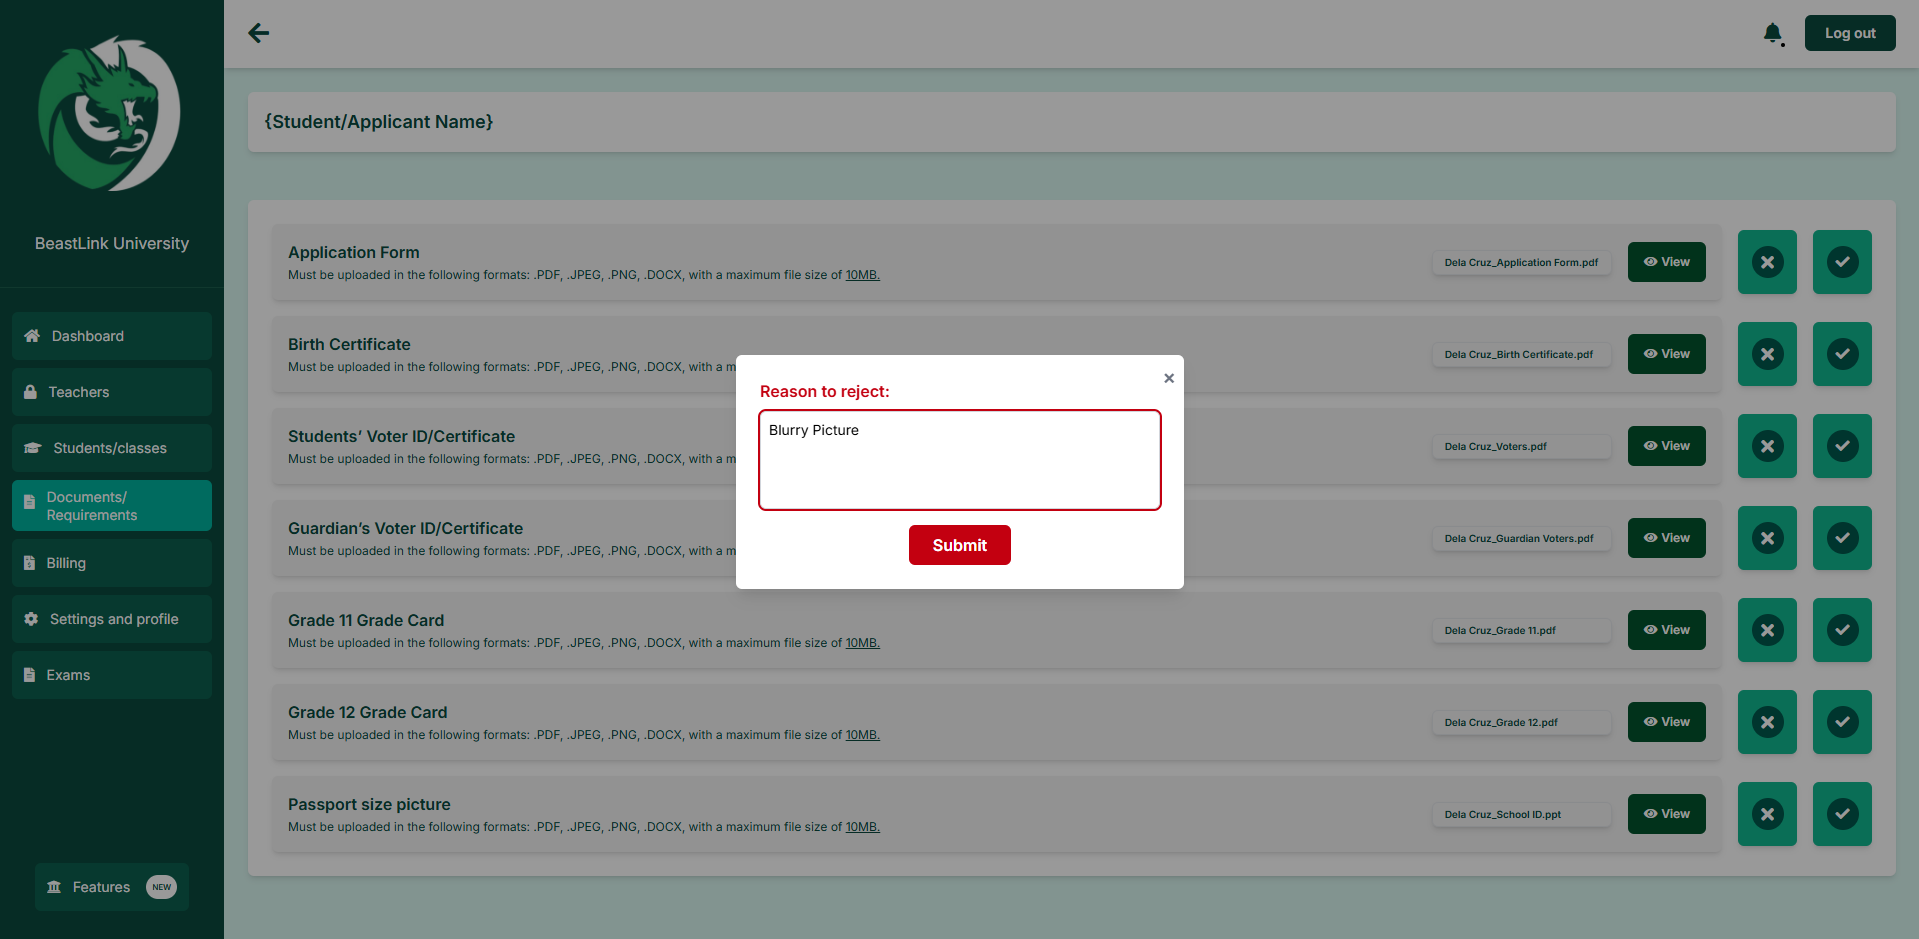 Log out
{Student/Applicant Name}
BeastLink University
Dashboard
Teachers
Students/classes
Documents/
Requirements
Billing
Settings and profile
Exams
Features NEW
Application Form
Must be uploaded in the following formats: .PDF, .JPEG, .PNG, .DOCX, with a maximum file size of 10MB.
Dela Cruz_Application Form.pdf
View
Birth Certificate
Must be uploaded in the following formats: .PDF, .JPEG, .PNG, .DOCX, with a m
Dela Cruz_Birth Certificate.pdf
View
Students’ Voter ID/Certificate
Must be uploaded in the following formats: .PDF, .JPEG, .PNG, .DOCX, with a m
Dela Cruz_Voters.pdf
View
Guardian’s Voter ID/Certificate
Must be uploaded in the following formats: .PDF, .JPEG, .PNG, .DOCX, with a m
Dela Cruz_Guardian Voters.pdf
View
Grade 11 Grade Card
Must be uploaded in the following formats: .PDF, .JPEG, .PNG, .DOCX, with a maximum file size of 10MB.
Dela Cruz_Grade 11.pdf
View
Grade 12 Grade Card
Must be uploaded in the following formats: .PDF, .JPEG, .PNG, .DOCX, with a maximum file size of 10MB.
Dela Cruz_Grade 12.pdf
View
Passport size picture
Must be uploaded in the following formats: .PDF, .JPEG, .PNG, .DOCX, with a maximum file size of 10MB.
Dela Cruz_School ID.ppt
View
Reason to reject:
Blurry Picture
Submit